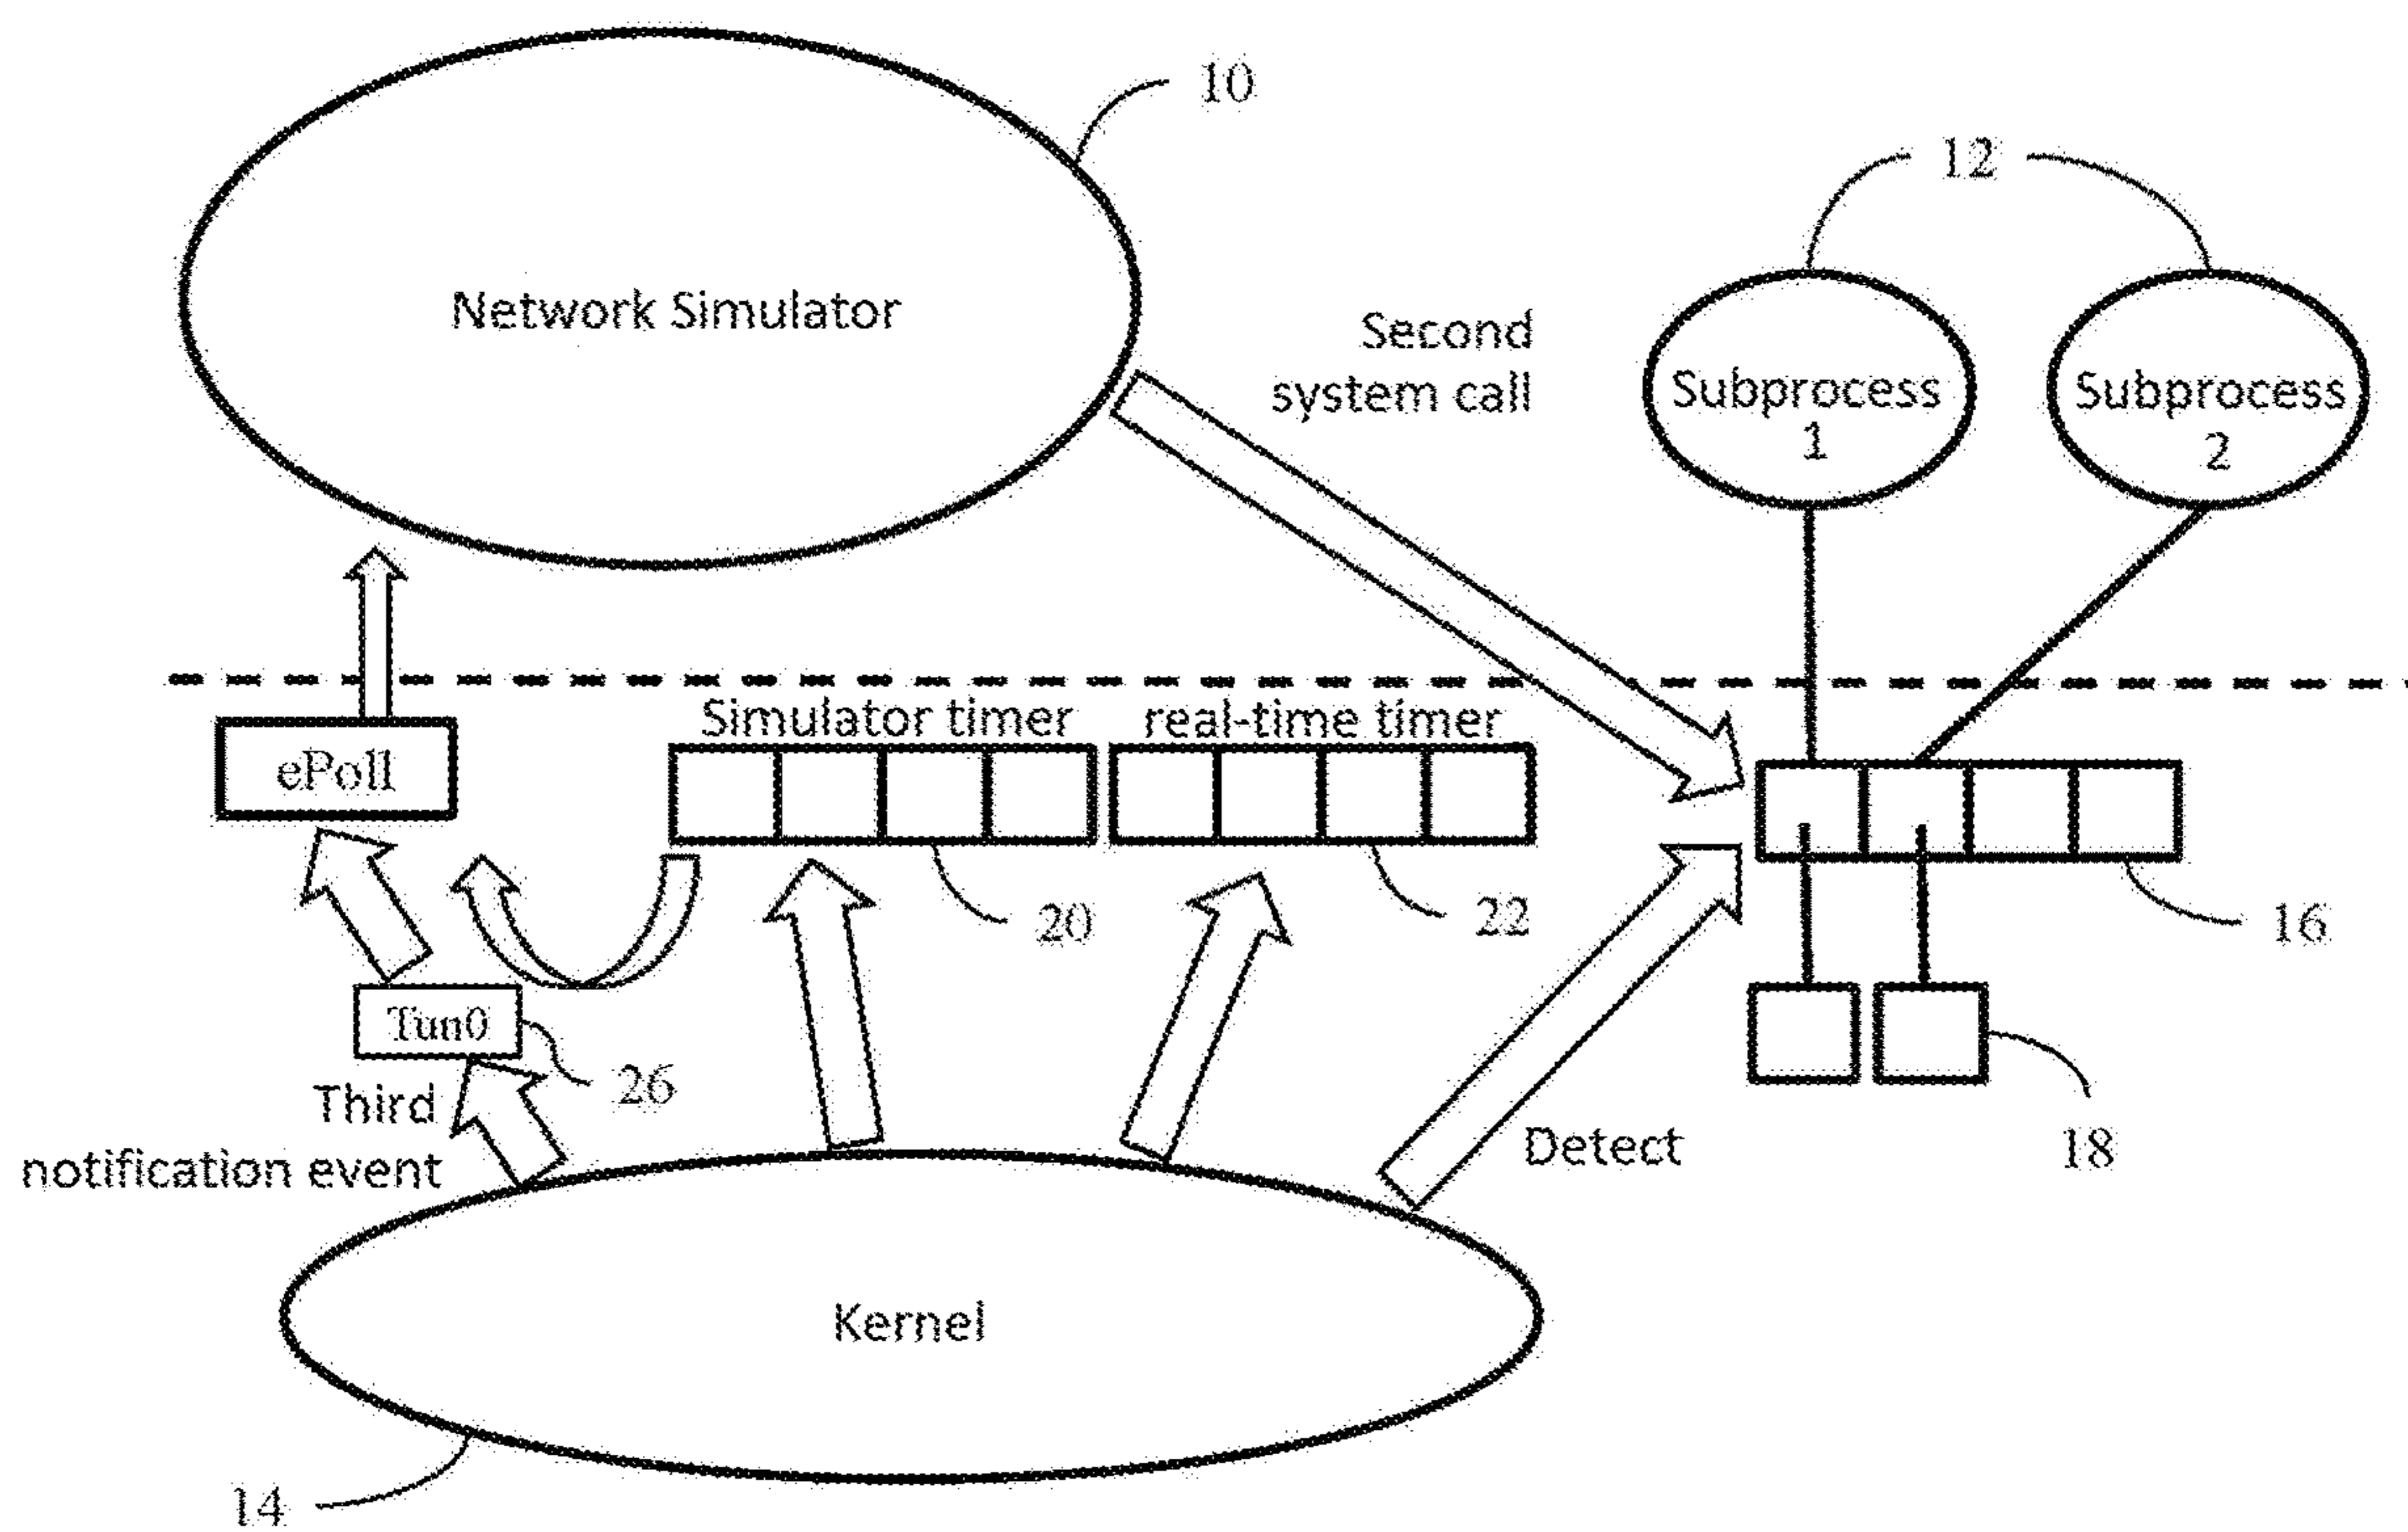 10
12
Network Simulator
Second
system call
Subprocess
1
Subprocess
2
Simulator timer
real-time timer
ePoll
20
22
16
Tun0
26
Third
notification event
Detect
18
Kernel
14